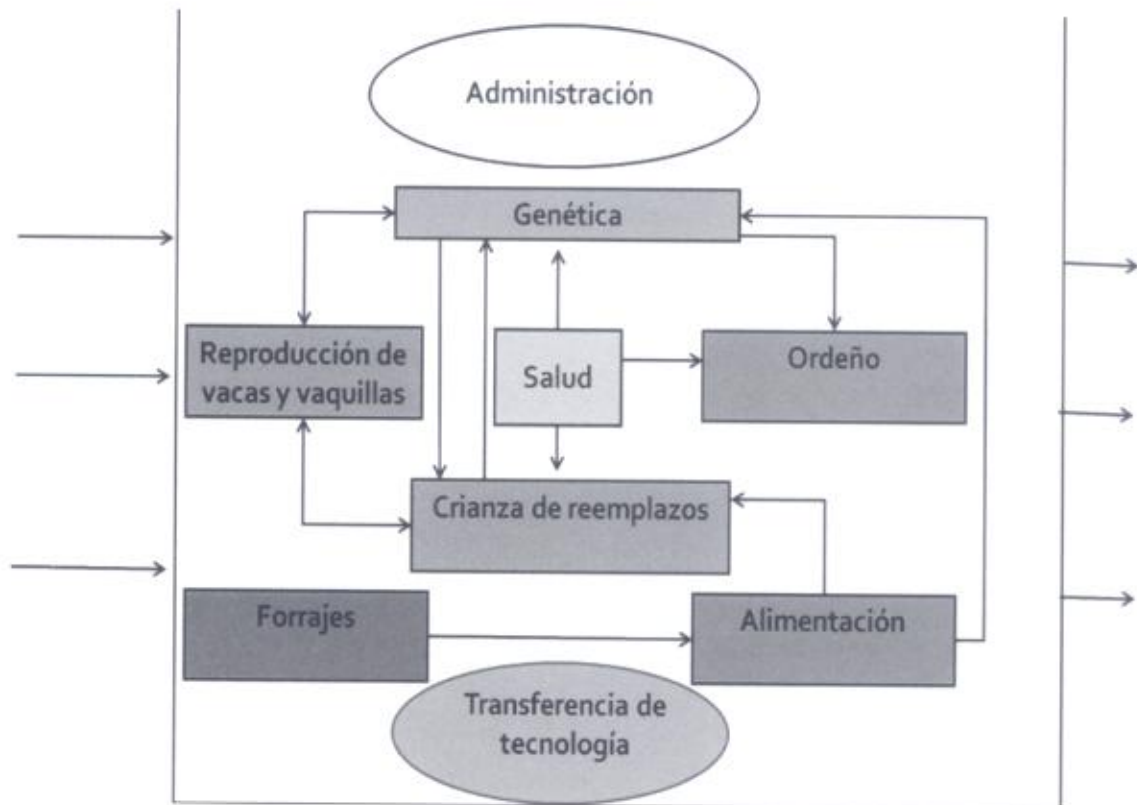 Administración
Genética
Reproducción de
vacas y vaquillas
Salud
Ordeño
Crianza de reemplazos
Forrajes
Alimentación
Transferencia de
tecnología